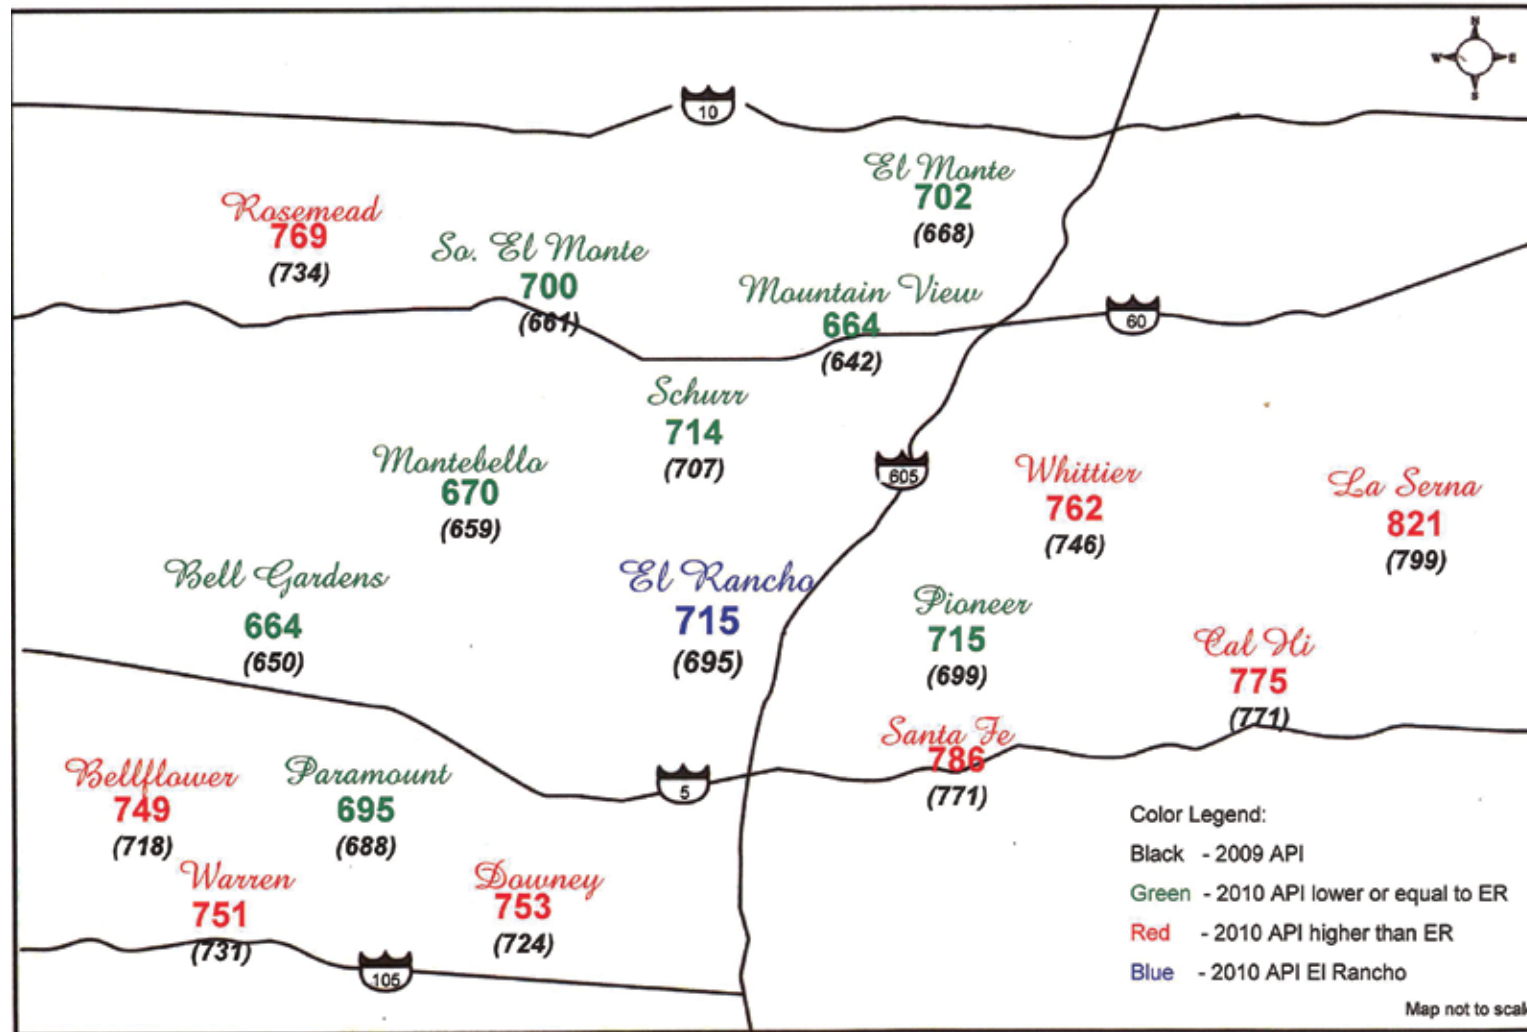 N
W E
S
10
El Monte
702
(668)
Rosemead
769
(734)
So. El Monte
700
(661)
Mountain View
664
(642)
60
Schurr
714
(707)
Montebello
670
(659)
605
Whittier
762
(746)
La Serna
821
(799)
Bell Gardens
664
(650)
El Rancho
715
(695)
Pioneer
715
(699)
Cal Hi
775
(771)
Santa Fe
786
(771)
Bellflower
749
(718)
Paramount
695
(688)
5
Warren
751
(731)
Downey
753
(724)
105
Color Legend:
Black - 2009 API
Green - 2010 API lower or equal to ER
Red - 2010 API higher than ER
Blue - 2010 API El Rancho
Map not to scale